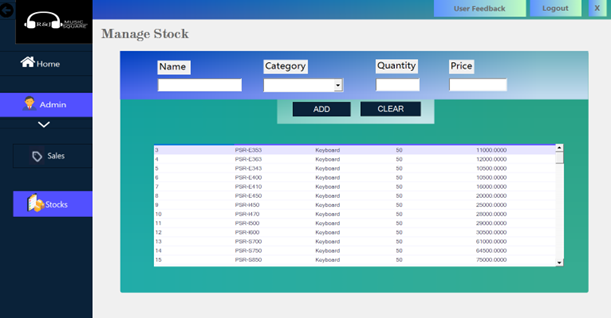 User Feedback Logout X
R&I MUSIC SQUARE
Manage Stock
Home
Admin
Sales
Stocks
Name Category Quantity Price
ADD CLEAR
3 PSR-E353 Keyboard 50 11000.0000
4 PSR-E363 Keyboard 50 12000.0000
5 PSR-E343 Keyboard 50 10500.0000
6 PSR-E400 Keyboard 50 10500.0000
7 PSR-E410 Keyboard 50 16000.0000
8 PSR-E450 Keyboard 50 20000.0000
9 PSR-I450 Keyboard 50 25000.0000
10 PSR-I470 Keyboard 50 26000.0000
11 PSR-I500 Keyboard 50 29000.0000
12 PSR-I600 Keyboard 50 30500.0000
13 PSR-S700 Keyboard 50 61000.0000
14 PSR-S750 Keyboard 50 64500.0000
15 PSR-S850 Keyboard 50 75000.0000